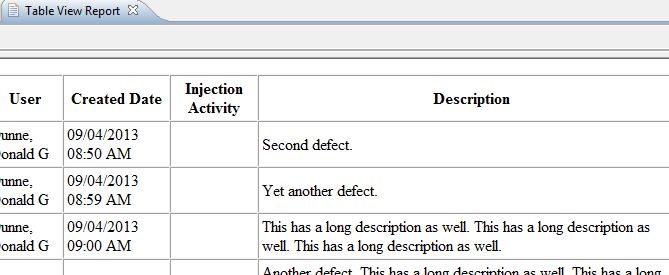 Table View Report
User Created Date Injection Activity Description
onald G 09/04/2013 08:50 AM Second defect.
onald G 09/04/2013 08:59 AM Yet another defect.
onald G 09/04/2013 09:00 AM This has a long description as well. This has a long description as well. This has a long description as well.
Another defect. This has a long description as well. This has a long